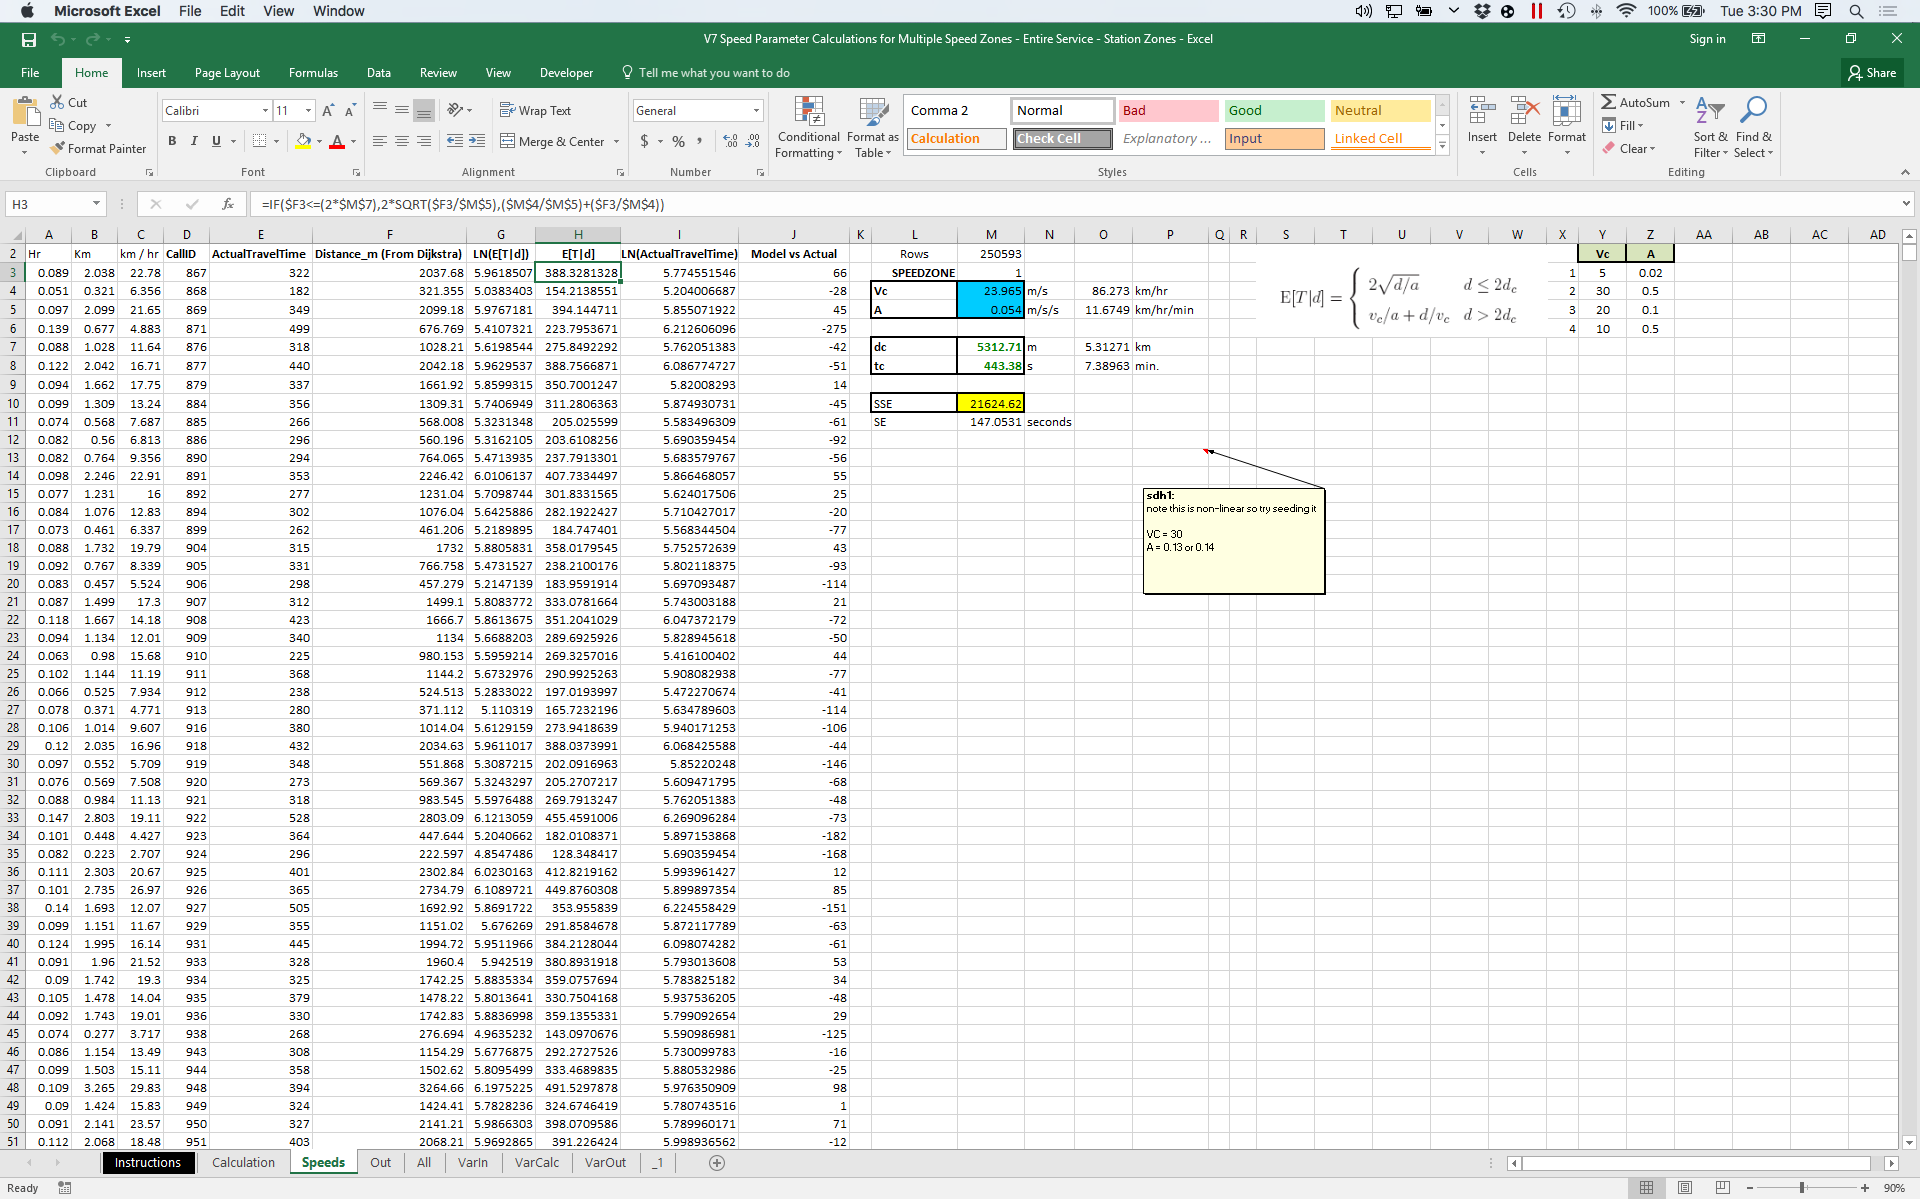 Microsoft Excel File Edit View Window 100% Tue 3:30 PM
V7 Speed Parameter Calculations for Multiple Speed Zones - Entire Service - Station Zones - Excel Sign in
File Home Insert Page Layout Formulas Data Review View Developer Tell me what you want to do Share
Paste Cut Copy Format Painter
Calibri 11 B I U
Wrap Text Merge & Center
General $ % ,
Conditional Formatting Format as Table
Comma 2 Normal Bad Good Neutral
Calculation Check Cell Explanatory ... Input Linked Cell
Insert Delete Format
AutoSum Fill Clear Sort & Filter Find & Select
Clipboard Font Alignment Number Styles Cells Editing
H3 fx =IF($F3<=(2*$M$7),2*SQRT($F3/$M$5),($M$4/$M$5)+($F3/$M$4))
A B C D E F G H I J K L M N O P Q R S T U V W X Y Z AA AB AC AD
2 Hr Km km / hr CallID ActualTravelTime Distance_m (From Dijkstra) LN(E[T|d]) E[T|d] LN(ActualTravelTime) Model vs Actual Rows 250593 Vc A
3 0.089 2.038 22.78 867 322 2037.68 5.9618507 388.3281328 5.774551546 66 SPEEDZONE 1 1 5 0.02
4 0.051 0.321 6.356 868 182 321.355 5.0383403 154.2138551 5.204006687 -28 Vc 23.965 m/s 86.273 km/hr 2 30 0.5
5 0.097 2.099 21.65 869 349 2099.18 5.9767181 394.144711 5.855071922 45 A 0.054 m/s/s 11.6749 km/hr/min 3 20 0.1
6 0.139 0.677 4.883 871 499 676.769 5.4107321 223.7953671 6.212606096 -275 4 10 0.5
7 0.088 1.028 11.64 876 318 1028.21 5.6198544 275.8492292 5.762051383 -42 dc 5312.71 m 5.31271 km
8 0.122 2.042 16.71 877 440 2042.18 5.9629537 388.7566871 6.086774727 -51 tc 443.38 s 7.38963 min.
9 0.094 1.662 17.75 879 337 1661.92 5.8599315 350.7001247 5.82008293 14
10 0.099 1.309 13.24 884 356 1309.31 5.7406949 311.2806363 5.874930731 -45 SSE 21624.62
11 0.074 0.568 7.687 885 266 568.008 5.3231348 205.025599 5.583496309 -61 SE 147.0531 seconds
12 0.082 0.56 6.813 886 296 560.196 5.3162105 203.6108256 5.690359454 -92
13 0.082 0.764 9.356 890 294 764.065 5.4713935 237.7913301 5.683579767 -56
14 0.098 2.246 22.91 891 353 2246.42 6.0106137 407.7334497 5.866468057 55
15 0.077 1.231 16 892 277 1231.04 5.7098744 301.8331565 5.624017506 25
16 0.084 1.076 12.83 894 302 1076.04 5.6425886 282.1922427 5.710427017 -20
17 0.073 0.461 6.337 899 262 461.206 5.2189895 184.747401 5.568344504 -77
18 0.088 1.732 19.79 904 315 1732 5.8805831 358.0179545 5.752572639 43
19 0.092 0.767 8.339 905 331 766.758 5.4731527 238.2100176 5.802118375 -93
20 0.083 0.457 5.524 906 298 457.279 5.2147139 183.9591914 5.697093487 -114
21 0.087 1.499 17.3 907 312 1499.1 5.8083772 333.0781664 5.743003188 21
22 0.118 1.667 14.18 908 423 1666.7 5.8613675 351.2041029 6.047372179 -72
23 0.094 1.134 12.01 909 340 1134 5.6688203 289.6925926 5.828945618 -50
24 0.063 0.98 15.68 910 225 980.153 5.5959214 269.3257016 5.416100402 44
25 0.102 1.144 11.19 911 368 1144.2 5.6732976 290.9925263 5.908082938 -77
26 0.066 0.525 7.934 912 238 524.513 5.2833022 197.0193997 5.472270674 -41
27 0.078 0.371 4.771 913 280 371.112 5.110319 165.7232196 5.634789603 -114
28 0.106 1.014 9.607 916 380 1014.04 5.6129159 273.9418639 5.940171253 -106
29 0.12 2.035 16.96 918 432 2034.63 5.9611017 388.0373991 6.068425588 -44
30 0.097 0.552 5.709 919 348 551.868 5.3087215 202.0916963 5.85220248 -146
31 0.076 0.569 7.508 920 273 569.367 5.3243297 205.2707217 5.609471795 -68
32 0.088 0.984 11.13 921 318 983.545 5.5976488 269.7913247 5.762051383 -48
33 0.147 2.803 19.11 922 528 2803.09 6.1213059 455.4591006 6.269096284 -73
34 0.101 0.448 4.427 923 364 447.644 5.2040662 182.0108371 5.897153868 -182
35 0.082 0.223 2.707 924 296 222.597 4.8547486 128.348417 5.690359454 -168
36 0.111 2.303 20.67 925 401 2302.84 6.0230163 412.8219162 5.993961427 12
37 0.101 2.735 26.97 926 365 2734.79 6.1089721 449.8760308 5.899897354 85
38 0.14 1.693 12.07 927 505 1692.92 5.8691722 353.955839 6.224558429 -151
39 0.099 1.151 11.67 929 355 1151.02 5.676269 291.8584678 5.872117789 -63
40 0.124 1.995 16.14 931 445 1994.72 5.9511966 384.2128044 6.098074282 -61
41 0.091 1.96 21.52 933 328 1960.4 5.942519 380.8931918 5.793013608 53
42 0.09 1.742 19.3 934 325 1742.25 5.8835334 359.0757694 5.783825182 34
43 0.105 1.478 14.04 935 379 1478.22 5.8013641 330.7504168 5.937536205 -48
44 0.092 1.743 19.01 936 330 1742.83 5.8836998 359.1355331 5.799092654 29
45 0.074 0.277 3.717 938 268 276.694 4.9635232 143.0970676 5.590986981 -125
46 0.086 1.154 13.49 943 308 1154.29 5.6776875 292.2727526 5.730099783 -16
47 0.099 1.503 15.11 944 358 1502.62 5.8095499 333.4689835 5.880532986 -25
48 0.109 3.265 29.83 948 394 3264.66 6.1975225 491.5297878 5.976350909 98
49 0.09 1.424 15.83 949 324 1424.41 5.7828236 324.6746419 5.780743516 1
50 0.091 2.141 23.57 950 327 2141.21 5.9866303 398.0709586 5.789960171 71
51 0.112 2.068 18.48 951 403 2068.21 5.9692865 391.226424 5.998936562 -12
E[T|d] = { 2√d/a d ≤ 2dc
vc/a + d/vc d > 2dc
sdh1:
note this is non-linear so try seeding it
VC = 30
A = 0.13 or 0.14
Instructions Calculation Speeds Out All VarIn VarCalc VarOut _1
Ready 90%